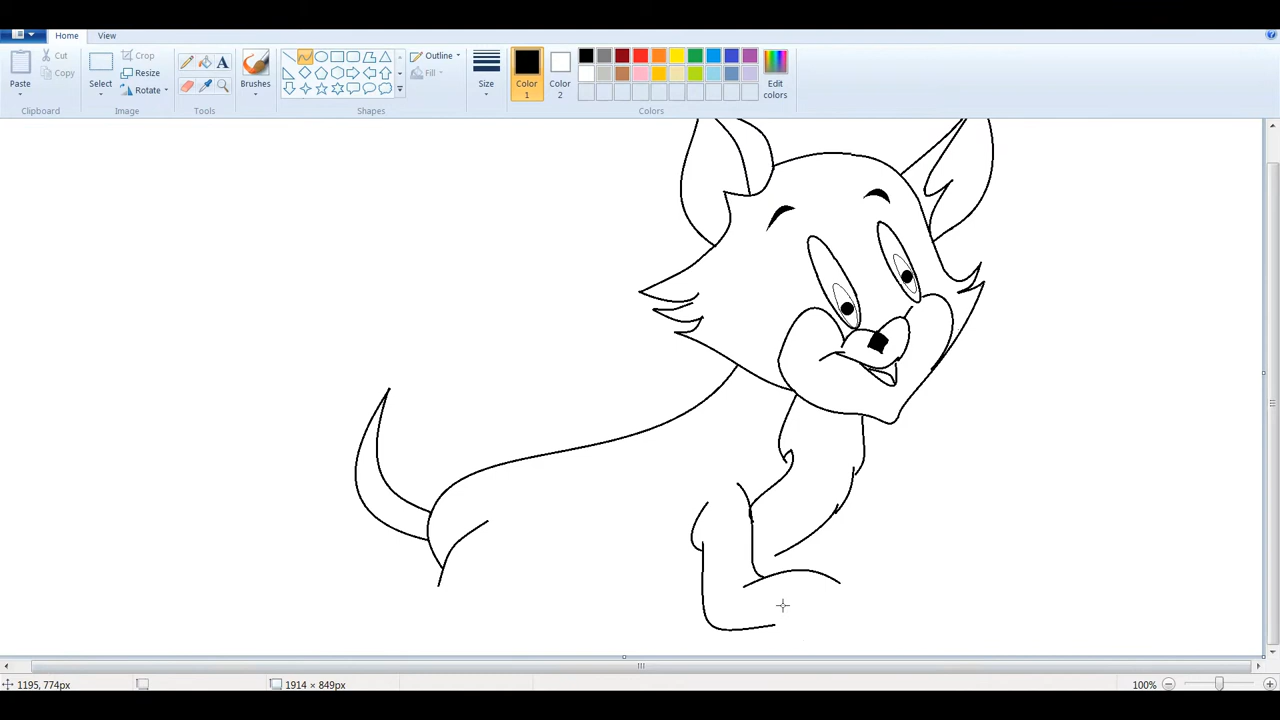 Home View
Paste Cut Copy Clipboard
Select Crop Resize Rotate Image
Tools
Brushes
Outline Fill Shapes
Size
Color 1 Color 2 Edit colors Colors
1195, 774px 1914 × 849px 100%